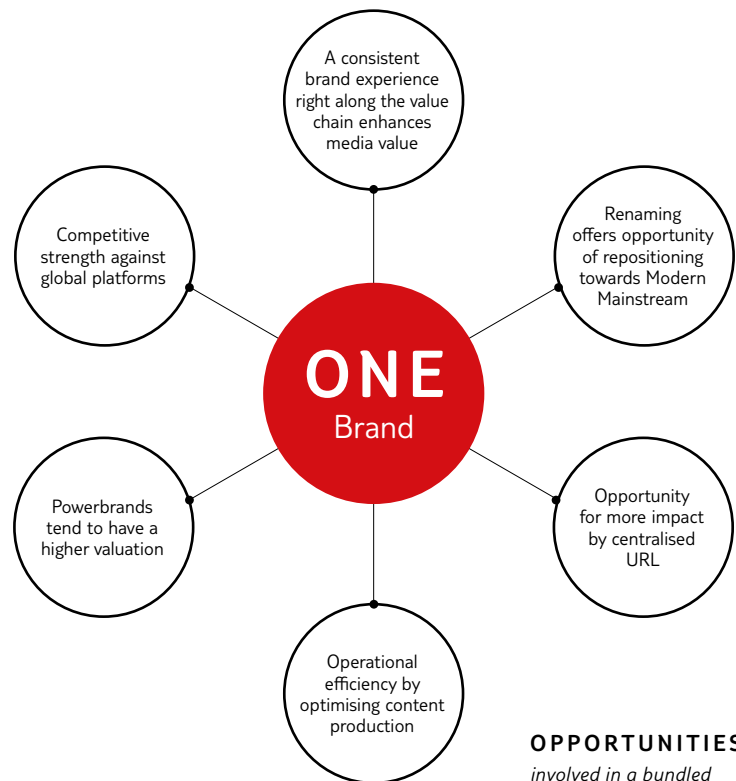 A consistent
brand experience
right along the value
chain enhances
media value
Competitive
strength against
global platforms
Renaming
offers opportunity
of repositioning
towards Modern
Mainstream
ONE
Brand
Powerbrands
tend to have a
higher valuation
Opportunity
for more impact
by centralised
URL
Operational
efficiency by
optimising content
production
OPPORTUNITIES
involved in a bundled